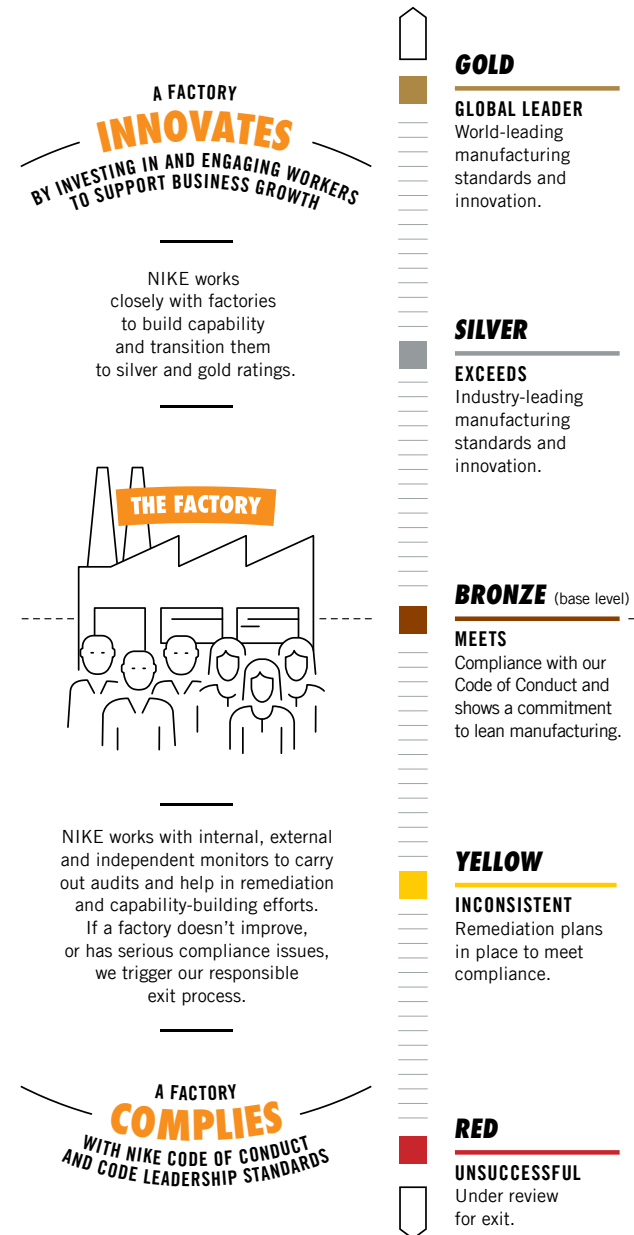 A FACTORY
INNOVATES
BY INVESTING IN AND ENGAGING WORKERS
TO SUPPORT BUSINESS GROWTH
NIKE works
closely with factories
to build capability
and transition them
to silver and gold ratings.
THE FACTORY
NIKE works with internal, external
and independent monitors to carry
out audits and help in remediation
and capability-building efforts.
If a factory doesn’t improve,
or has serious compliance issues,
we trigger our responsible
exit process.
A FACTORY
COMPLIES
WITH NIKE CODE OF CONDUCT
AND CODE LEADERSHIP STANDARDS
GOLD
GLOBAL LEADER
World-leading
manufacturing
standards and
innovation.
SILVER
EXCEEDS
Industry-leading
manufacturing
standards and
innovation.
BRONZE (base level)
MEETS
Compliance with our
Code of Conduct and
shows a commitment
to lean manufacturing.
YELLOW
INCONSISTENT
Remediation plans
in place to meet
compliance.
RED
UNSUCCESSFUL
Under review
for exit.